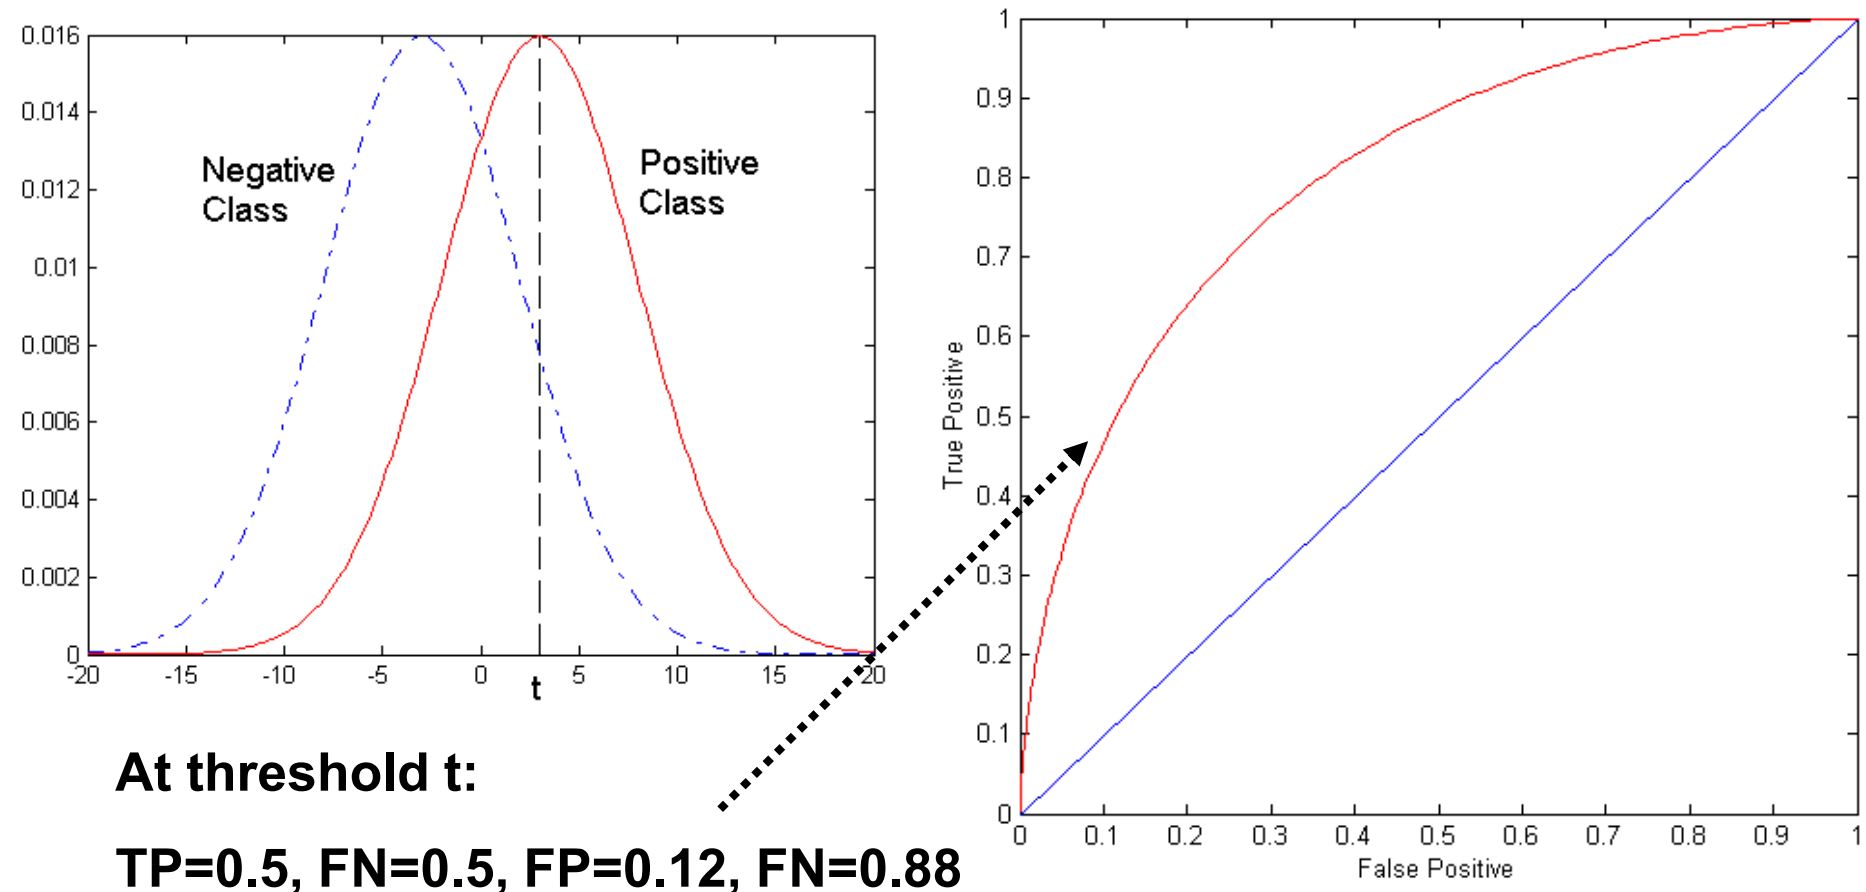 0.016
0.014
0.012
0.01
0.008
0.006
0.004
0.002
0
-20 -15 -10 -5 0 t 5 10 15 20
Negative
Class
Positive
Class
At threshold t:
TP=0.5, FN=0.5, FP=0.12, FN=0.88
1
0.9
0.8
0.7
0.6
0.5
0.4
0.3
0.2
0.1
0
True Positive
0 0.1 0.2 0.3 0.4 0.5 0.6 0.7 0.8 0.9 1
False Positive